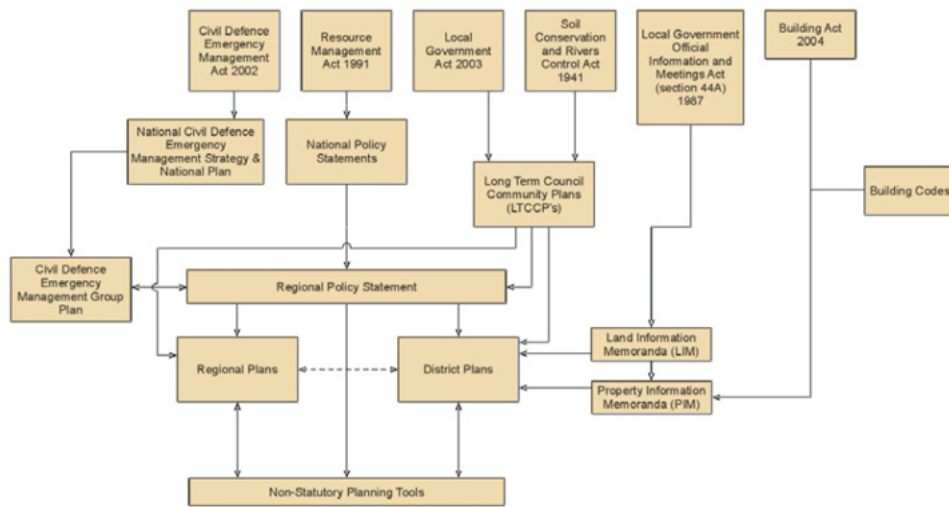 Civil Defence
Emergency
Management
Act 2002
Resource
Management
Act 1991
Local
Government
Act 2003
Soil
Conservation
and Rivers
Control Act
1941
Local Government
Official
Information and
Meetings Act
(section 44A)
1987
Building Act
2004
National Civil Defence
Emergency
Management Strategy &
National Plan
National Policy
Statements
Long Term Council
Community Plans
(LTCCP's)
Building Codes
Civil Defence
Emergency
Management Group
Plan
Regional Policy Statement
Regional Plans
District Plans
Land Information
Memoranda (LIM)
Property Information
Memoranda (PIM)
Non-Statutory Planning Tools